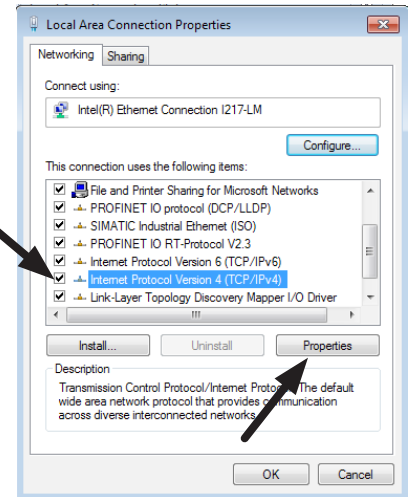 Local Area Connection Properties
Networking Sharing
Connect using:
Intel(R) Ethernet Connection I217-LM
Configure...
This connection uses the following items:
File and Printer Sharing for Microsoft Networks
PROFINET IO protocol (DCP/LLDP)
SIMATIC Industrial Ethernet (ISO)
PROFINET IO RT-Protocol V2.3
Internet Protocol Version 6 (TCP/IPv6)
Internet Protocol Version 4 (TCP/IPv4)
Link-Layer Topology Discovery Mapper I/O Driver
Install... Uninstall Properties
Description
Transmission Control Protocol/Internet The default
wide area network protocol that provides
across diverse interconnected networks
OK Cancel